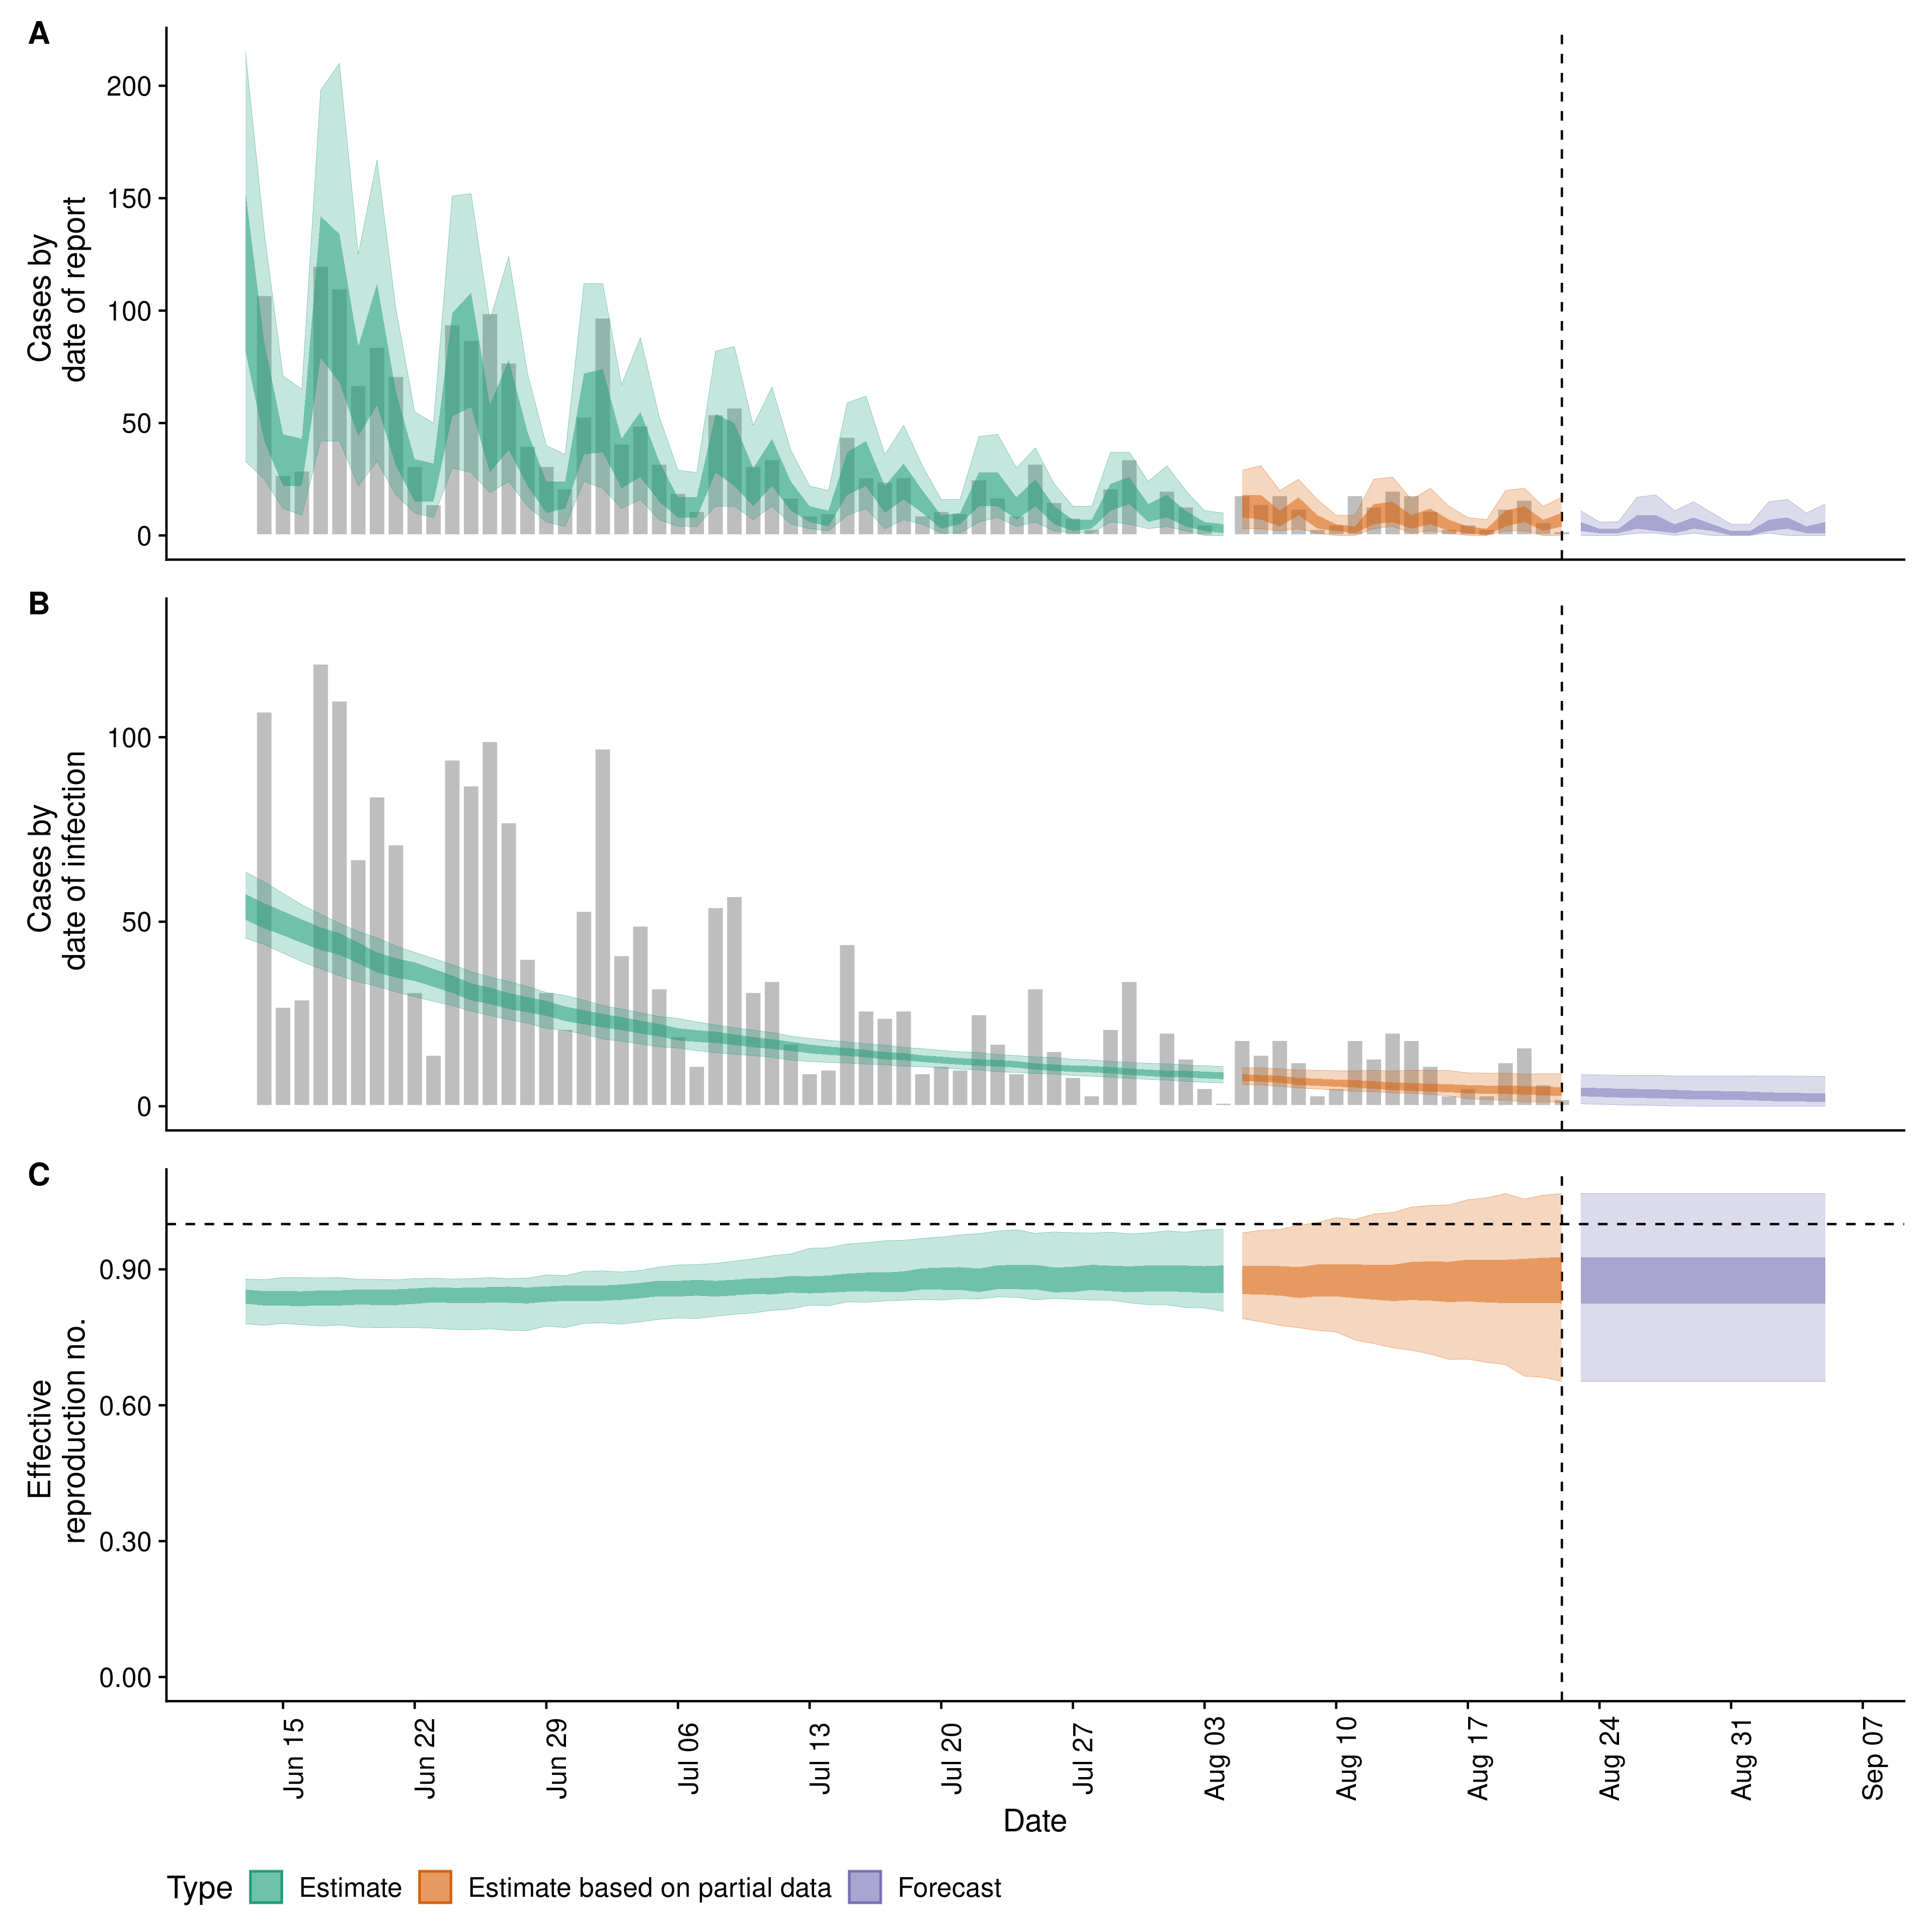 A
Cases by
date of report
200
150
100
50
0
B
Cases by
date of infection
100
50
0
C
Effective
reproduction no.
0.90
0.60
0.30
0.00
Jun 15
Jun 22
Jun 29
Jul 06
Jul 13
Jul 20
Jul 27
Aug 03
Aug 10
Aug 17
Aug 24
Aug 31
Sep 07
Date
Type
Estimate
Estimate based on partial data
Forecast